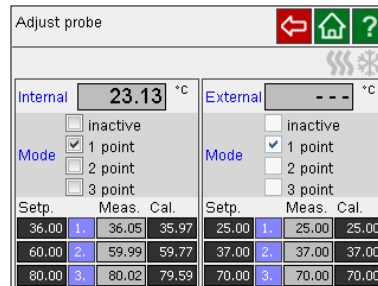 Adjust probe ?
Internal 23.13 °C External --- °C
Mode
inactive
1 point
2 point
3 point
Mode
inactive
1 point
2 point
3 point
Setp. Meas. Cal. Setp. Meas. Cal.
36.00 1. 36.05 35.97 25.00 1. 25.00 25.00
60.00 2. 59.99 59.77 37.00 2. 37.00 37.00
80.00 3. 80.02 79.59 70.00 3. 70.00 70.00